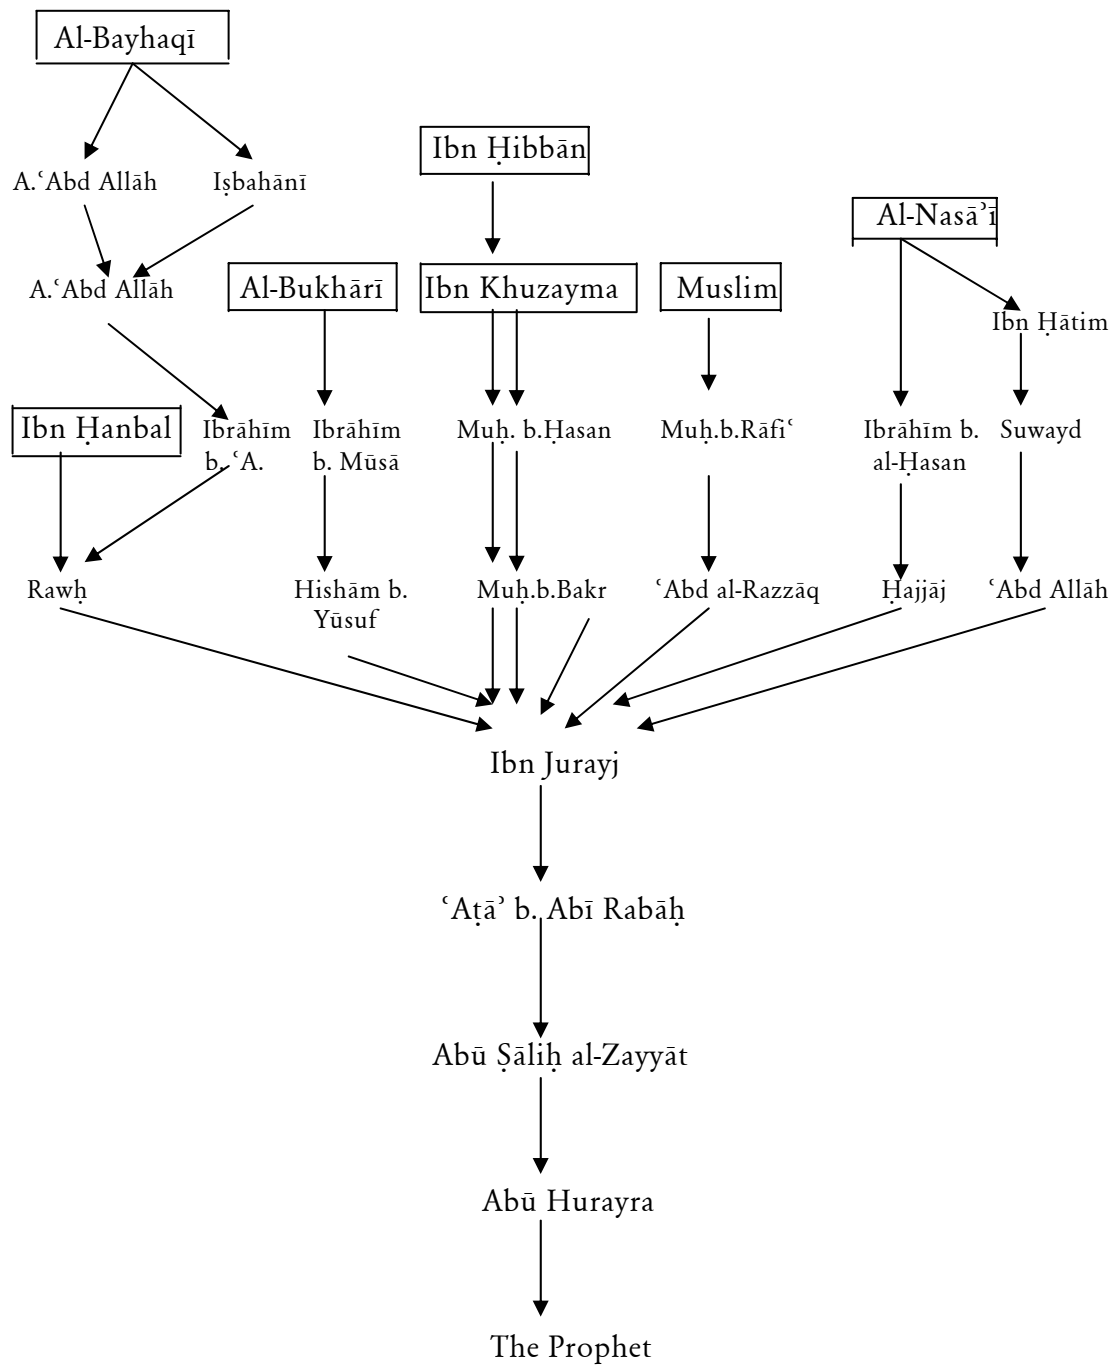 Al-Bayhaqī
Ibn Ḥibbān
A.ʿAbd Allāh
Iṣbahānī
Al-Nasāʾī
A.ʿAbd Allāh
Al-Bukhārī
Ibn Khuzayma
Muslim
Ibn Ḥātim
Ibn Ḥanbal
Ibrāhīm
b. ʿA.
Ibrāhīm
b. Mūsā
Muḥ. b.Ḥasan
Muḥ.b.Rāfiʿ
Ibrāhīm b.
al-Ḥasan
Suwayd
Rawḥ
Hishām b.
Yūsuf
Muḥ.b.Bakr
ʿAbd al-Razzāq
Ḥajjāj
ʿAbd Allāh
Ibn Jurayj
ʿAṭāʾ b. Abī Rabāḥ
Abū Ṣāliḥ al-Zayyāt
Abū Hurayra
The Prophet